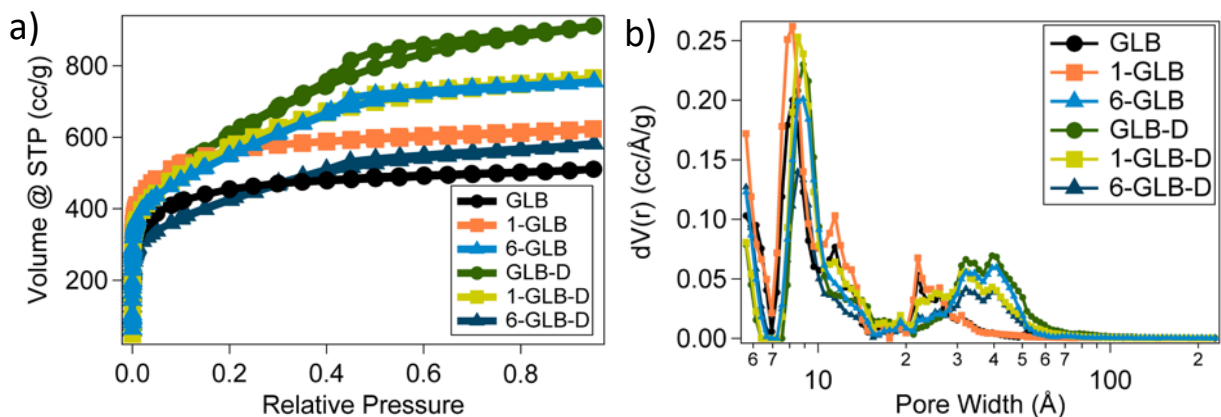 a)
Volume @ STP (cc/g)
800
600
400
200
0.0 0.2 0.4 0.6 0.8
Relative Pressure
GLB
1-GLB
6-GLB
GLB-D
1-GLB-D
6-GLB-D
b)
dV(r) (cc/Å/g)
0.25
0.20
0.15
0.10
0.05
0.00
6 7 10 2 3 4 5 6 7 100 2
Pore Width (Å)
GLB
1-GLB
6-GLB
GLB-D
1-GLB-D
6-GLB-D